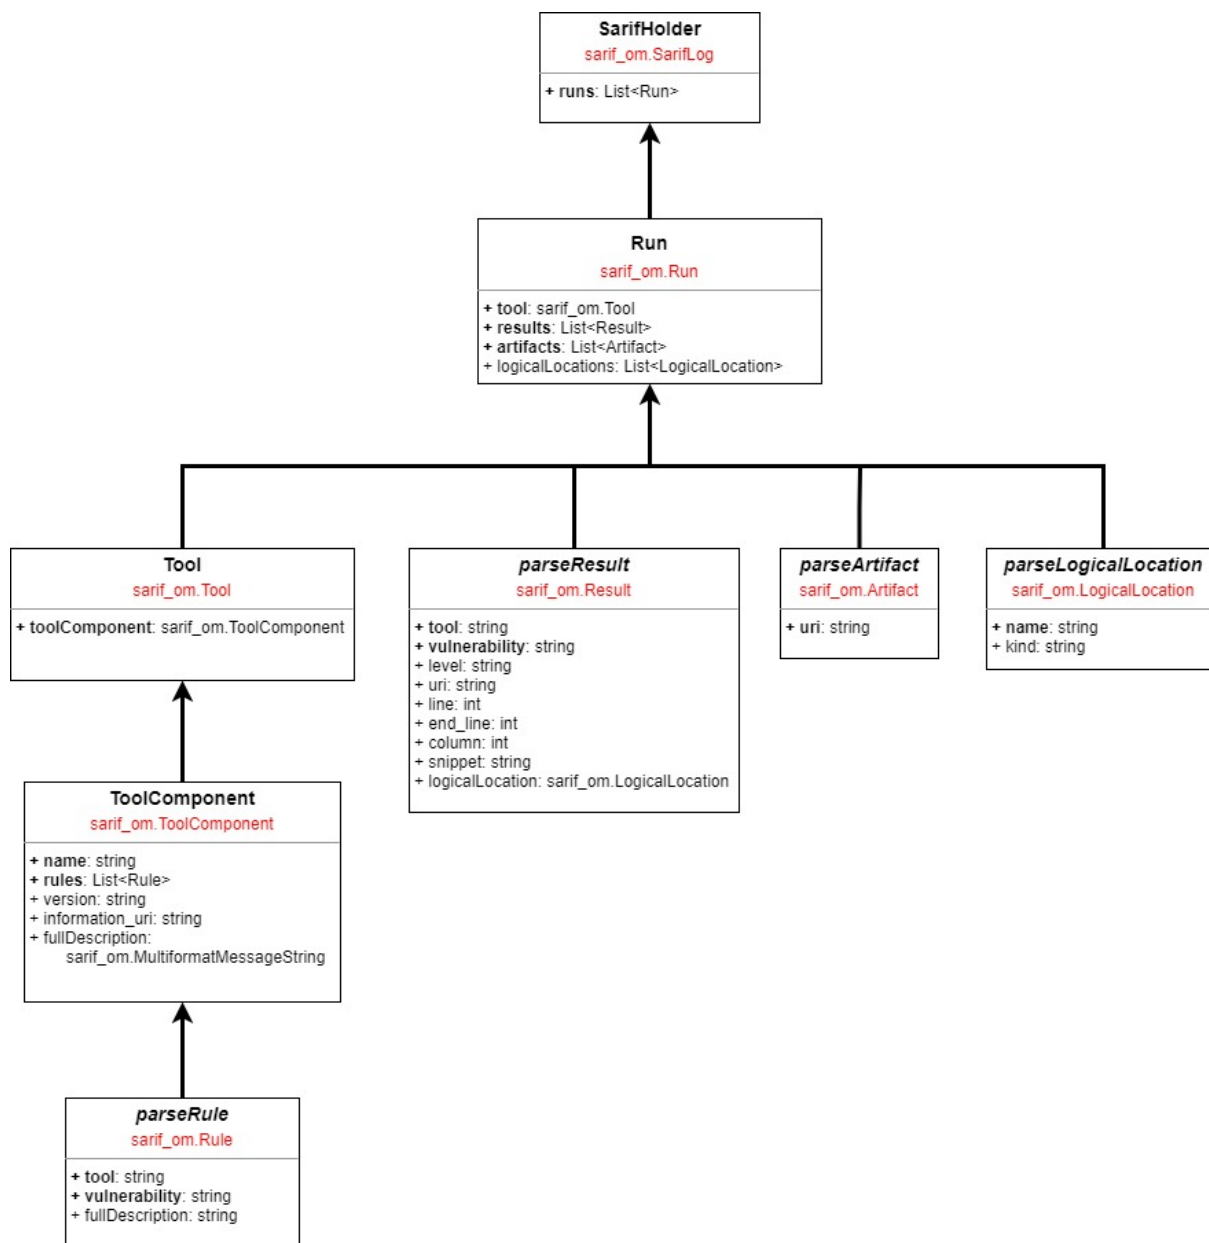 SarifHolder
sarif_om.SarifLog
+ runs: List<Run>
Run
sarif_om.Run
+ tool: sarif_om.Tool
+ results: List<Result>
+ artifacts: List<Artifact>
+ logicalLocations: List<LogicalLocation>
Tool
sarif_om.Tool
+ toolComponent: sarif_om.ToolComponent
parseResult
sarif_om.Result
+ tool: string
+ vulnerability: string
+ level: string
+ uri: string
+ line: int
+ end_line: int
+ column: int
+ snippet: string
+ logicalLocation: sarif_om.LogicalLocation
parseArtifact
sarif_om.Artifact
+ uri: string
parseLogicalLocation
sarif_om.LogicalLocation
+ name: string
+ kind: string
ToolComponent
sarif_om.ToolComponent
+ name: string
+ rules: List<Rule>
+ version: string
+ information_uri: string
+ fullDescription:
sarif_om.MultiformatMessageString
parseRule
sarif_om.Rule
+ tool: string
+ vulnerability: string
+ fullDescription: string